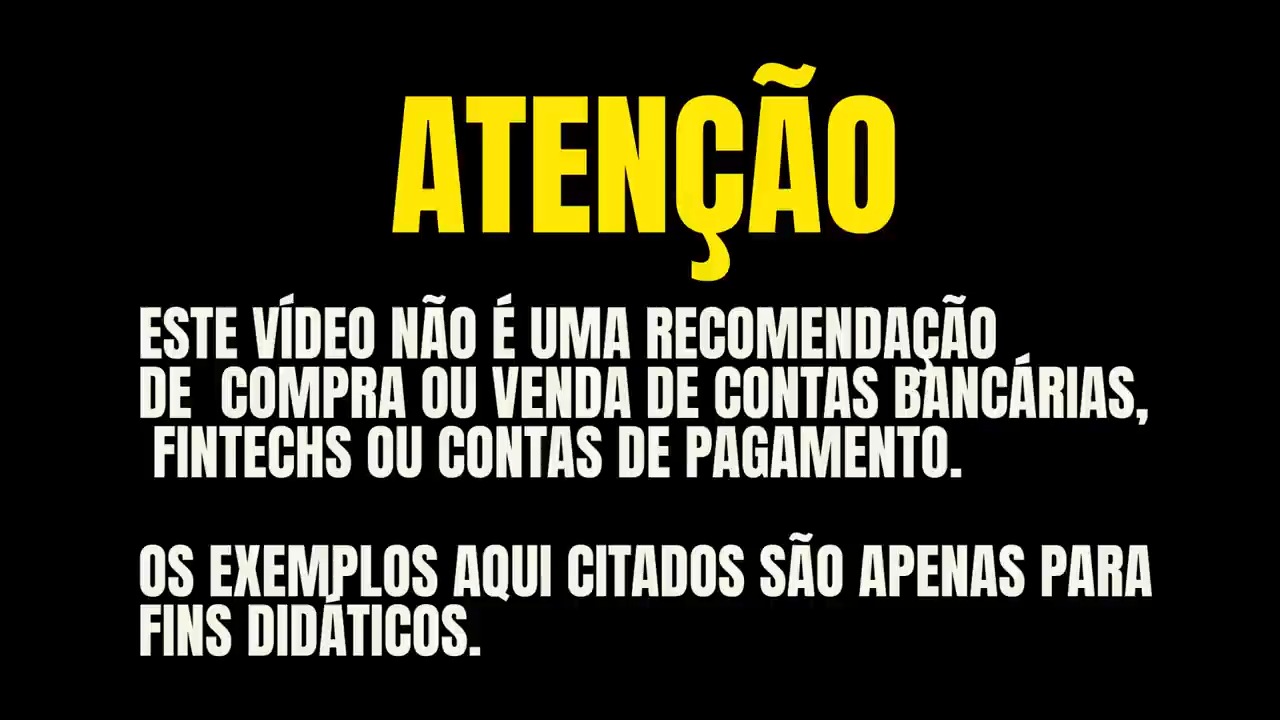 ATENÇÃO
ESTE VÍDEO NÃO É UMA RECOMENDAÇÃO
DE COMPRA OU VENDA DE CONTAS BANCÁRIAS,
FINTECHS OU CONTAS DE PAGAMENTO.
OS EXEMPLOS AQUI CITADOS SÃO APENAS PARA
FINS DIDÁTICOS.